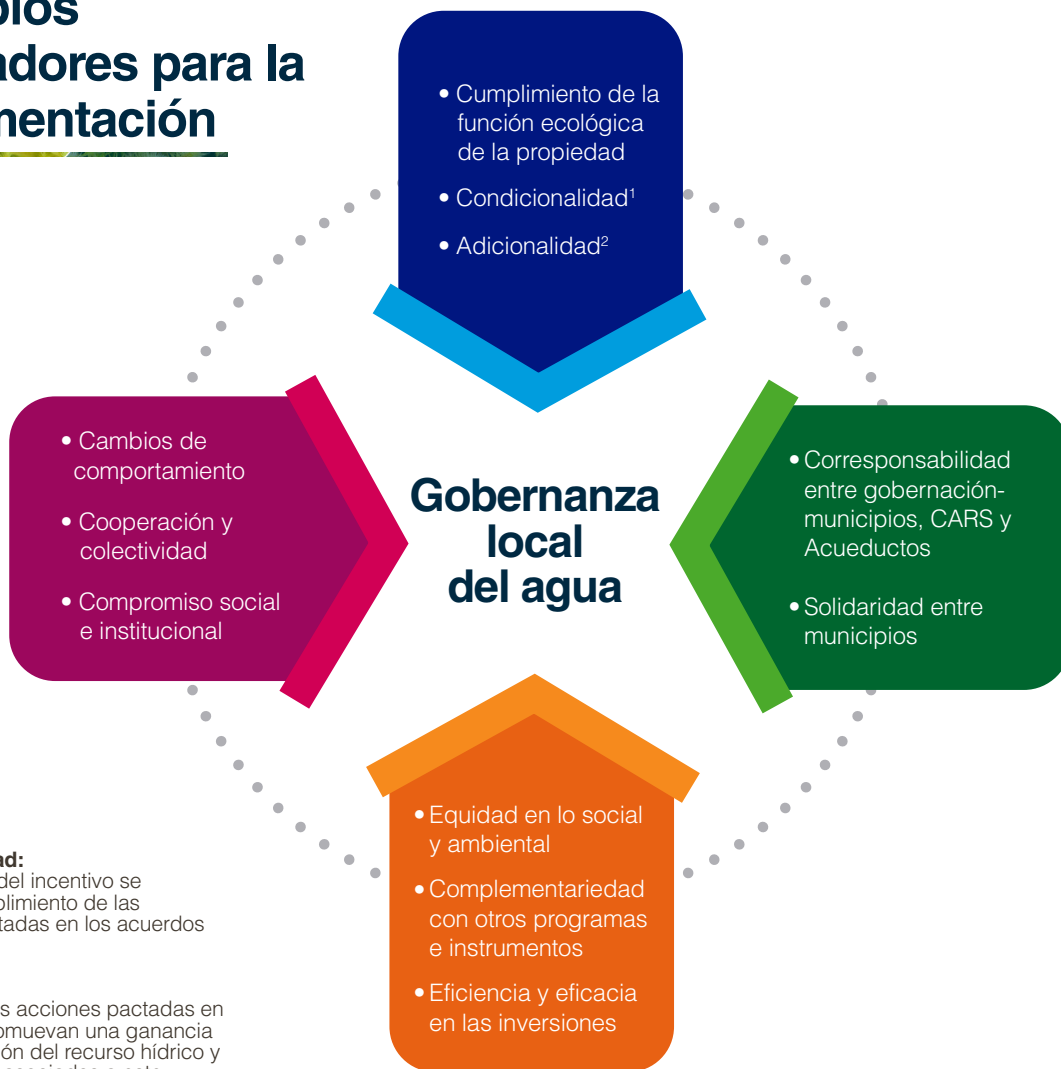 adores para la
mentación
• Cumplimiento de la
función ecológica
de la propiedad
• Condicionalidad¹
• Adicionalidad²
• Cambios de
comportamiento
• Cooperación y
colectividad
• Compromiso social
e institucional
Gobernanza
local
del agua
• Corresponsabilidad
entre gobernación-
municipios, CARS y
Acueductos
• Solidaridad entre
municipios
• Equidad en lo social
y ambiental
• Complementariedad
con otros programas
e instrumentos
• Eficiencia y eficacia
en las inversiones
ad:
del incentivo se
plimiento de las
tadas en los acuerdos
s acciones pactadas en
omuevan una ganancia
ión del recurso hídrico y